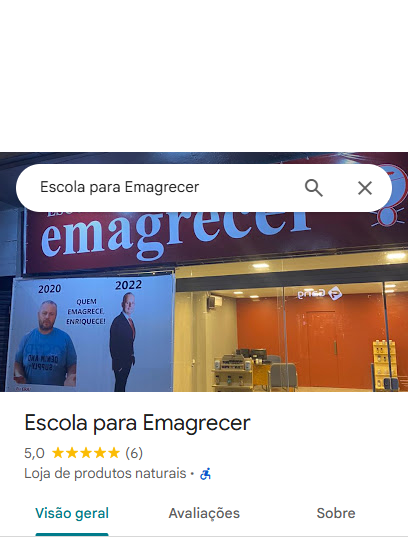 Escola para Emagrecer
emagrecer
2020
2022
QUEM
EMAGRECE,
ENRIQUECE!
Escola para Emagrecer
5,0 (6)
Loja de produtos naturais
Visão geral
Avaliações
Sobre